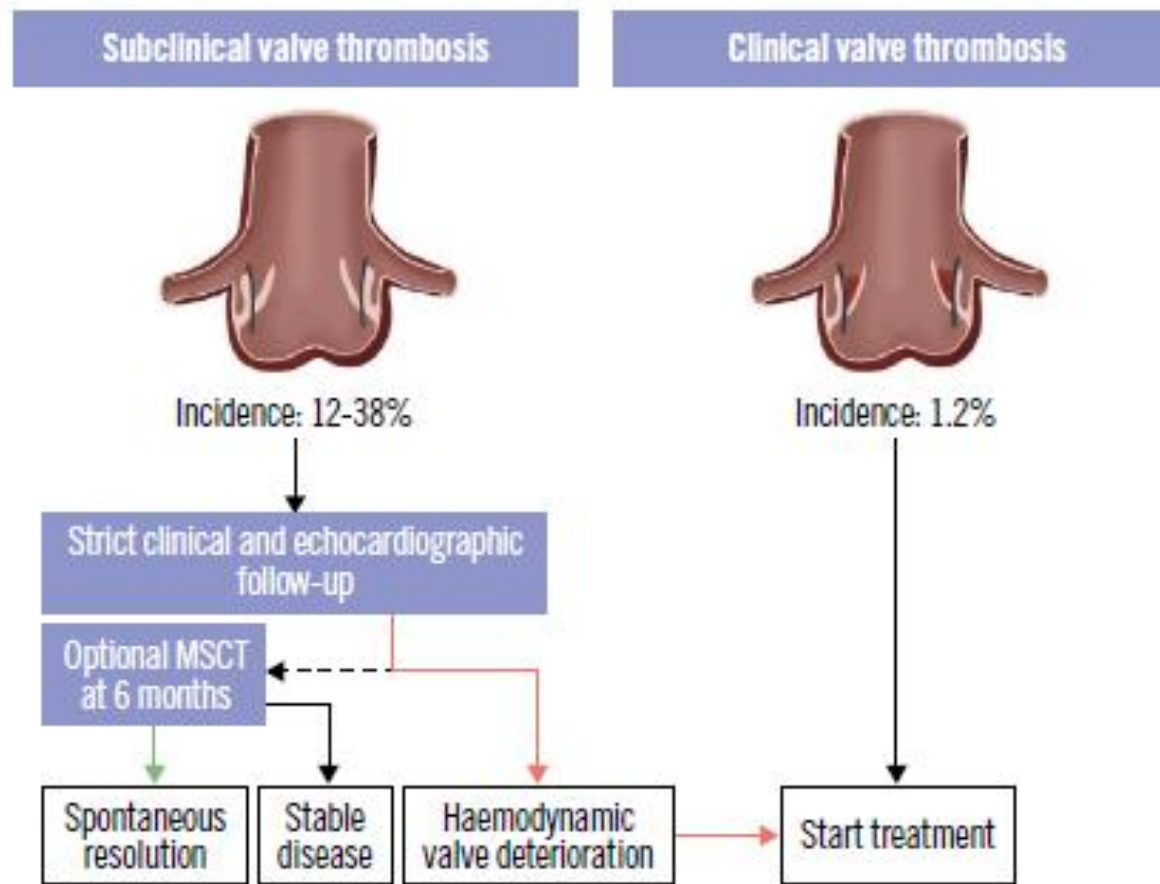 Subclinical valve thrombosis
Clinical valve thrombosis
Incidence: 12-38%
Incidence: 1.2%
Strict clinical and echocardiographic
follow-up
Optional MSCT
at 6 months
Spontaneous
resolution
Stable
disease
Haemodynamic
valve deterioration
Start treatment